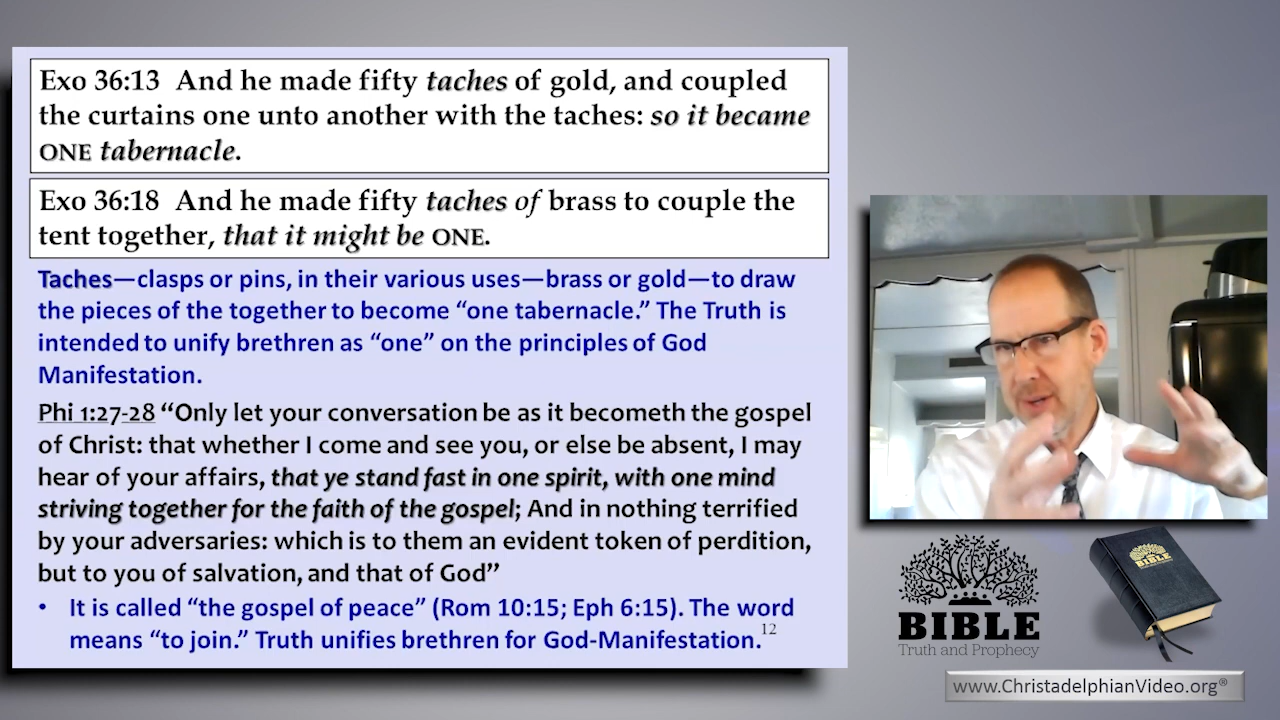 Exo 36:13 And he made fifty taches of gold, and coupled
the curtains one unto another with the taches: so it became
ONE tabernacle.
Exo 36:18 And he made fifty taches of brass to couple the
tent together, that it might be ONE.
Taches—clasps or pins, in their various uses—brass or gold—to draw
the pieces of the together to become “one tabernacle.” The Truth is
intended to unify brethren as “one” on the principles of God
Manifestation.
Phi 1:27-28 “Only let your conversation be as it becometh the gospel
of Christ: that whether I come and see you, or else be absent, I may
hear of your affairs, that ye stand fast in one spirit, with one mind
striving together for the faith of the gospel; And in nothing terrified
by your adversaries: which is to them an evident token of perdition,
but to you of salvation, and that of God”
• It is called “the gospel of peace” (Rom 10:15; Eph 6:15). The word
means “to join.” Truth unifies brethren for God-Manifestation.
12
BIBLE
Truth and Prophecy
BIBLE
www.ChristadelphianVideo.org®